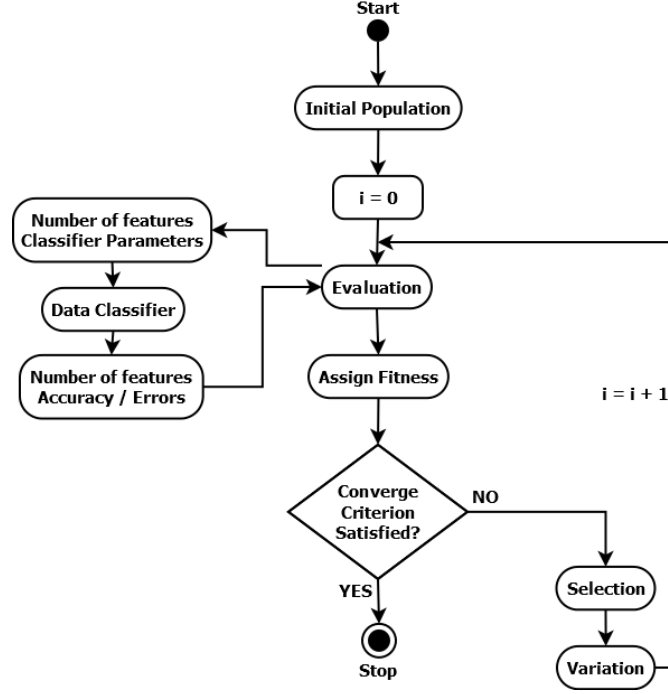 Start
Initial Population
i = 0
Number of features
Classifier Parameters
Evaluation
Data Classifier
Number of features
Accuracy / Errors
Assign Fitness
i = i + 1
Converge
Criterion
Satisfied?
NO
YES
Selection
Stop
Variation